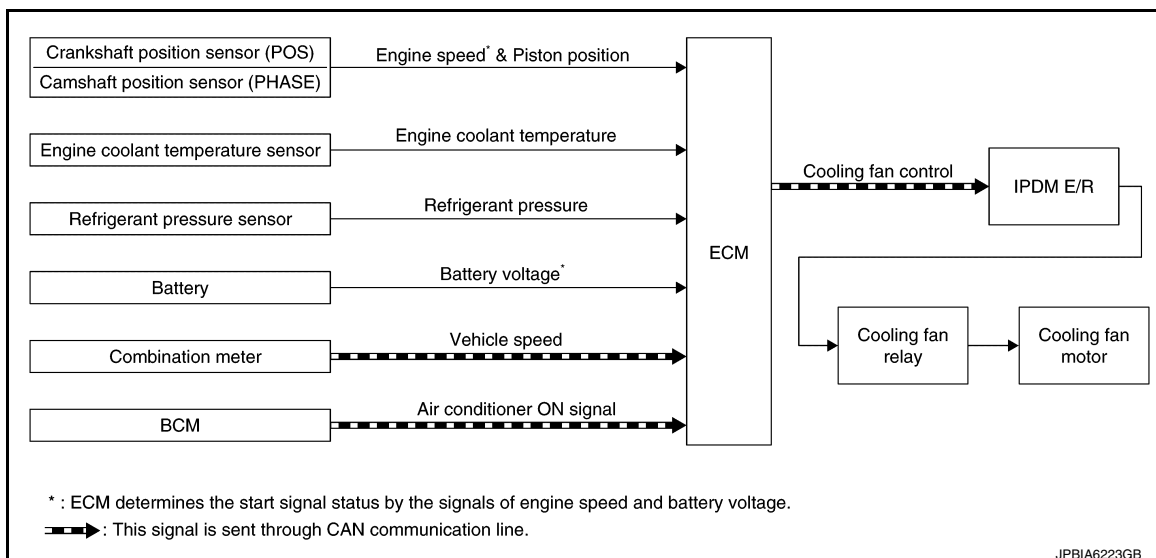 Crankshaft position sensor (POS)
Camshaft position sensor (PHASE)
Engine speed* & Piston position
Engine coolant temperature sensor
Engine coolant temperature
Refrigerant pressure sensor
Refrigerant pressure
Battery
Battery voltage*
Combination meter
Vehicle speed
BCM
Air conditioner ON signal
ECM
Cooling fan control
IPDM E/R
Cooling fan
relay
Cooling fan
motor
* : ECM determines the start signal status by the signals of engine speed and battery voltage.
: This signal is sent through CAN communication line.
JPBIA6223GB